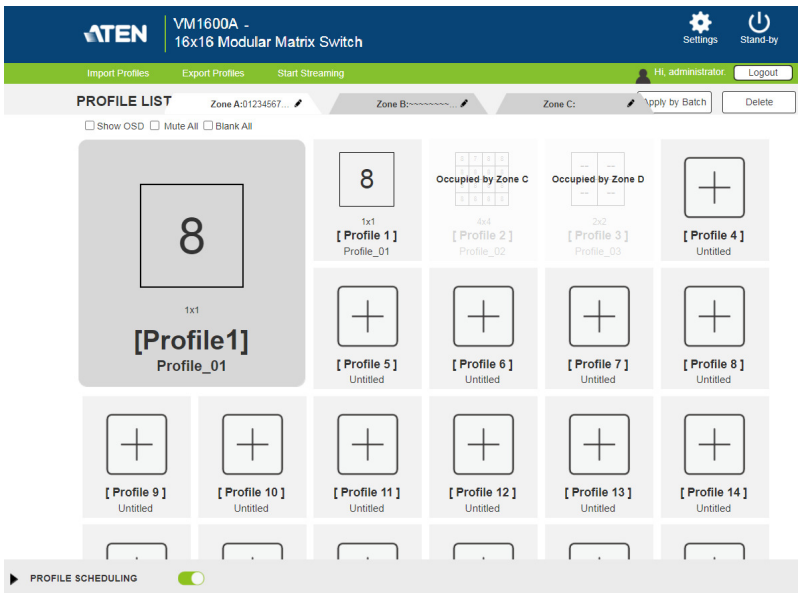 ATEN
VM1600A -
16x16 Modular Matrix Switch
Settings
Stand-by
Import Profiles
Export Profiles
Start Streaming
Hi, administrator.
Logout
PROFILE LIST
Zone A:01234567...
Zone B:~~~~~~~~...
Zone C:
Apply by Batch
Delete
Show OSD
Mute All
Blank All
8
1x1
[Profile1]
Profile_01
8
1x1
[ Profile 1 ]
Profile_01
Occupied by Zone C
4x4
[ Profile 2 ]
Profile_02
Occupied by Zone D
2x2
[ Profile 3 ]
Profile_03
[ Profile 4 ]
Untitled
[ Profile 5 ]
Untitled
[ Profile 6 ]
Untitled
[ Profile 7 ]
Untitled
[ Profile 8 ]
Untitled
[ Profile 9 ]
Untitled
[ Profile 10 ]
Untitled
[ Profile 11 ]
Untitled
[ Profile 12 ]
Untitled
[ Profile 13 ]
Untitled
[ Profile 14 ]
Untitled
PROFILE SCHEDULING